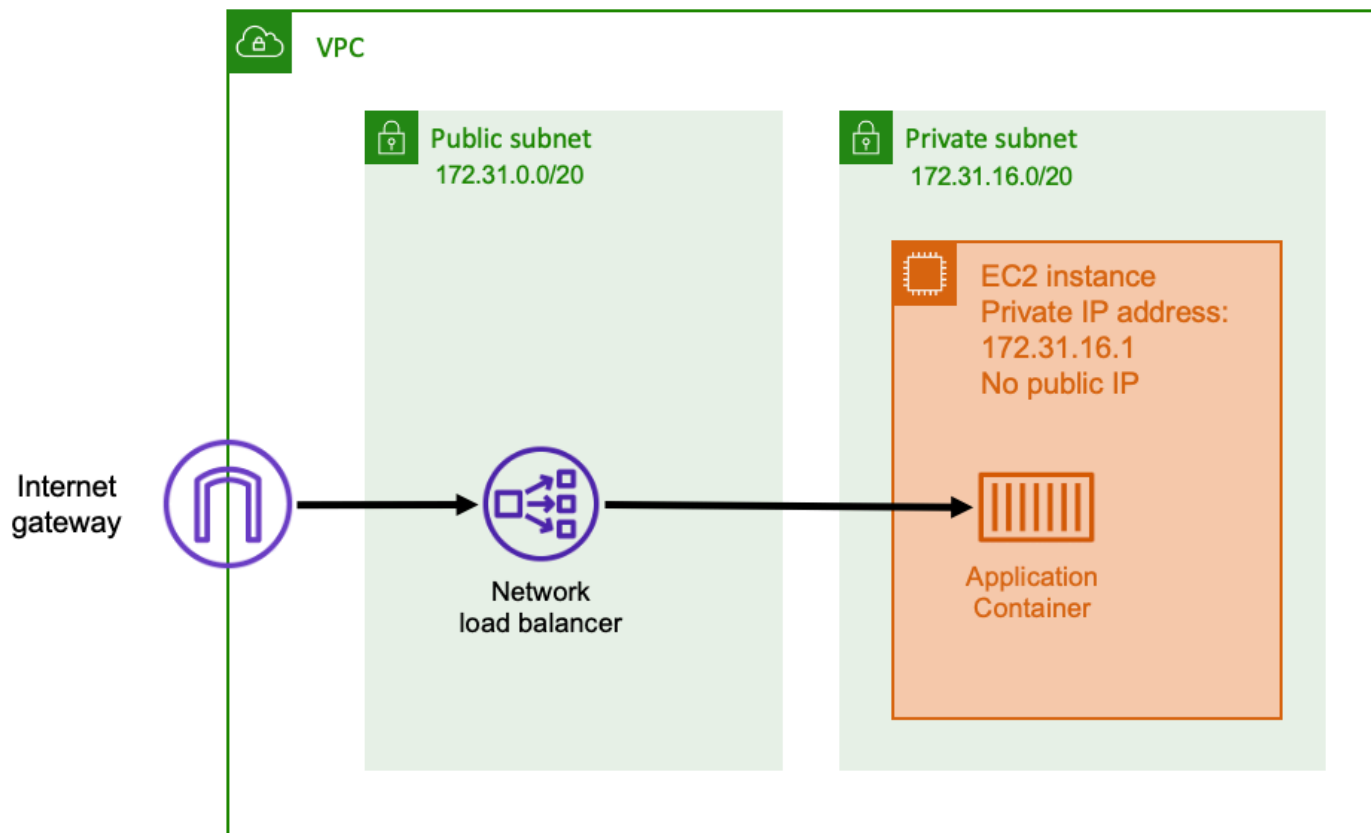 VPC
Public subnet
172.31.0.0/20
Private subnet
172.31.16.0/20
EC2 instance
Private IP address:
172.31.16.1
No public IP
Internet
gateway
Network
load balancer
Application
Container